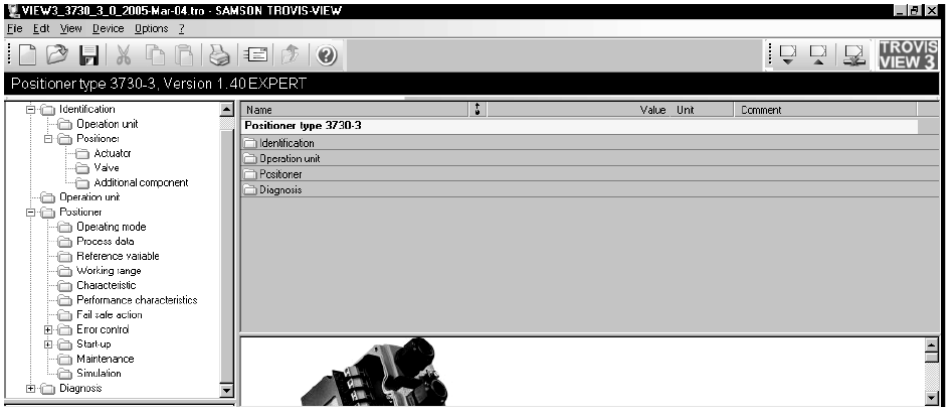 VIEW3_3730_3_0_2005-Mar-04.tro - SAMSON TROVIS-VIEW
File Edit View Device Options ?
TROVIS
VIEW 3
Positioner type 3730-3, Version 1.40 EXPERT
Identification
Operation unit
Positioner
Actuator
Valve
Additional component
Operation unit
Positioner
Operating mode
Process data
Reference variable
Working range
Characteristic
Performance characteristics
Fail safe action
Error control
Start-up
Maintenance
Simulation
Diagnosis
Name Value Unit Comment
Positioner type 3730-3
Identification
Operation unit
Positioner
Diagnosis